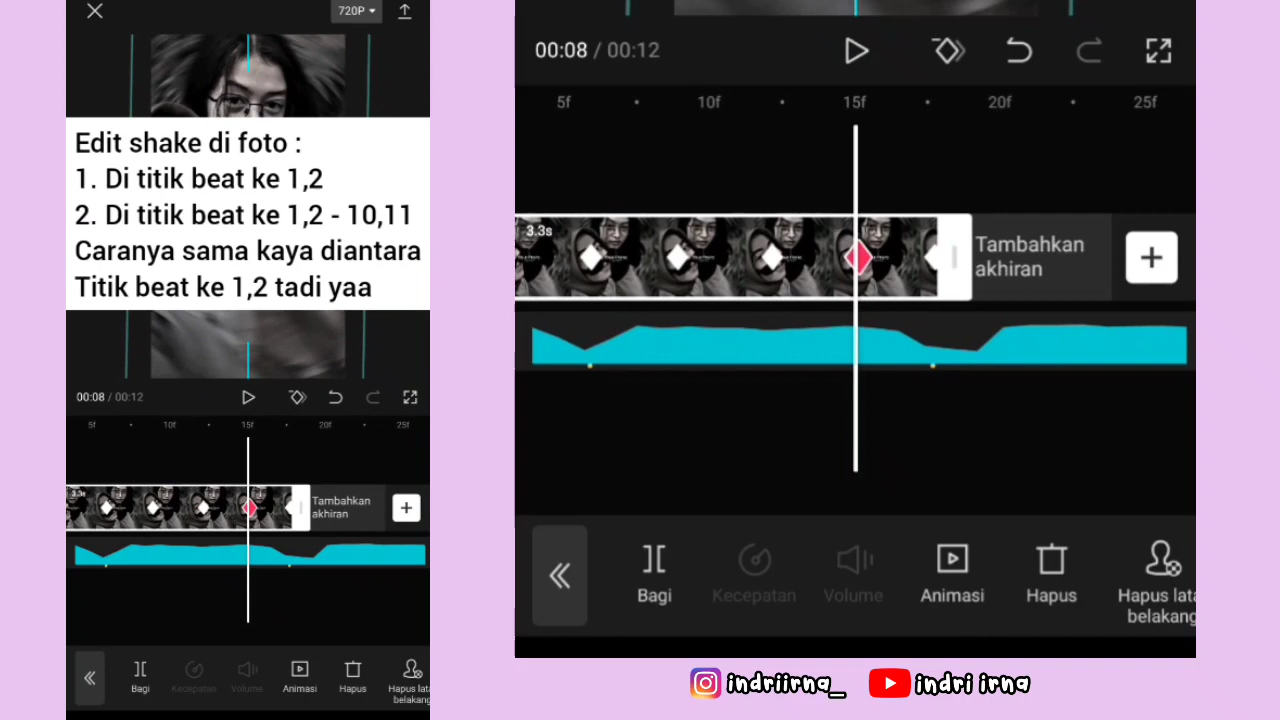 720P
Edit shake di foto :
1. Di titik beat ke 1,2
2. Di titik beat ke 1,2 - 10,11
Caranya sama kaya diantara
Titik beat ke 1,2 tadi yaa
00:08 / 00:12
5f 10f 15f 20f 25f
3.3s
Tambahkan
akhiran
Bagi Kecepatan Volume Animasi Hapus Hapus lat
belakang
00:08 / 00:12
5f 10f 15f 20f 25f
3.3s
Tambahkan
akhiran
Bagi Kecepatan Volume Animasi Hapus Hapus lata
belakang
indriirna_ indri irna